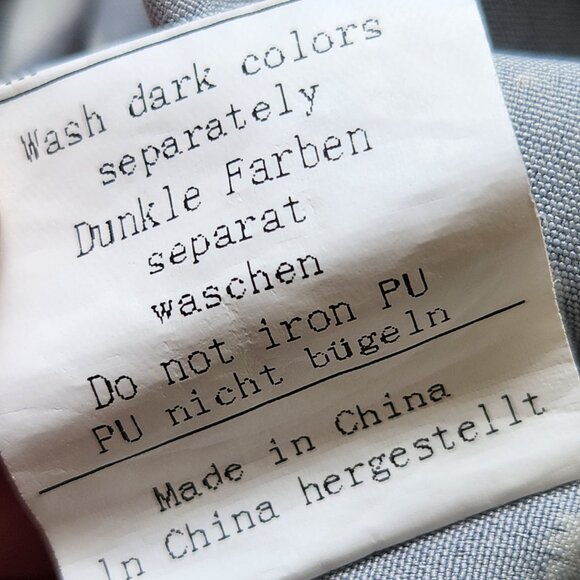 Wash dark colors
separately
Dunkle Farben
separat
waschen
Do not iron PU
PU nicht bügeln
Made in China
In China hergestellt